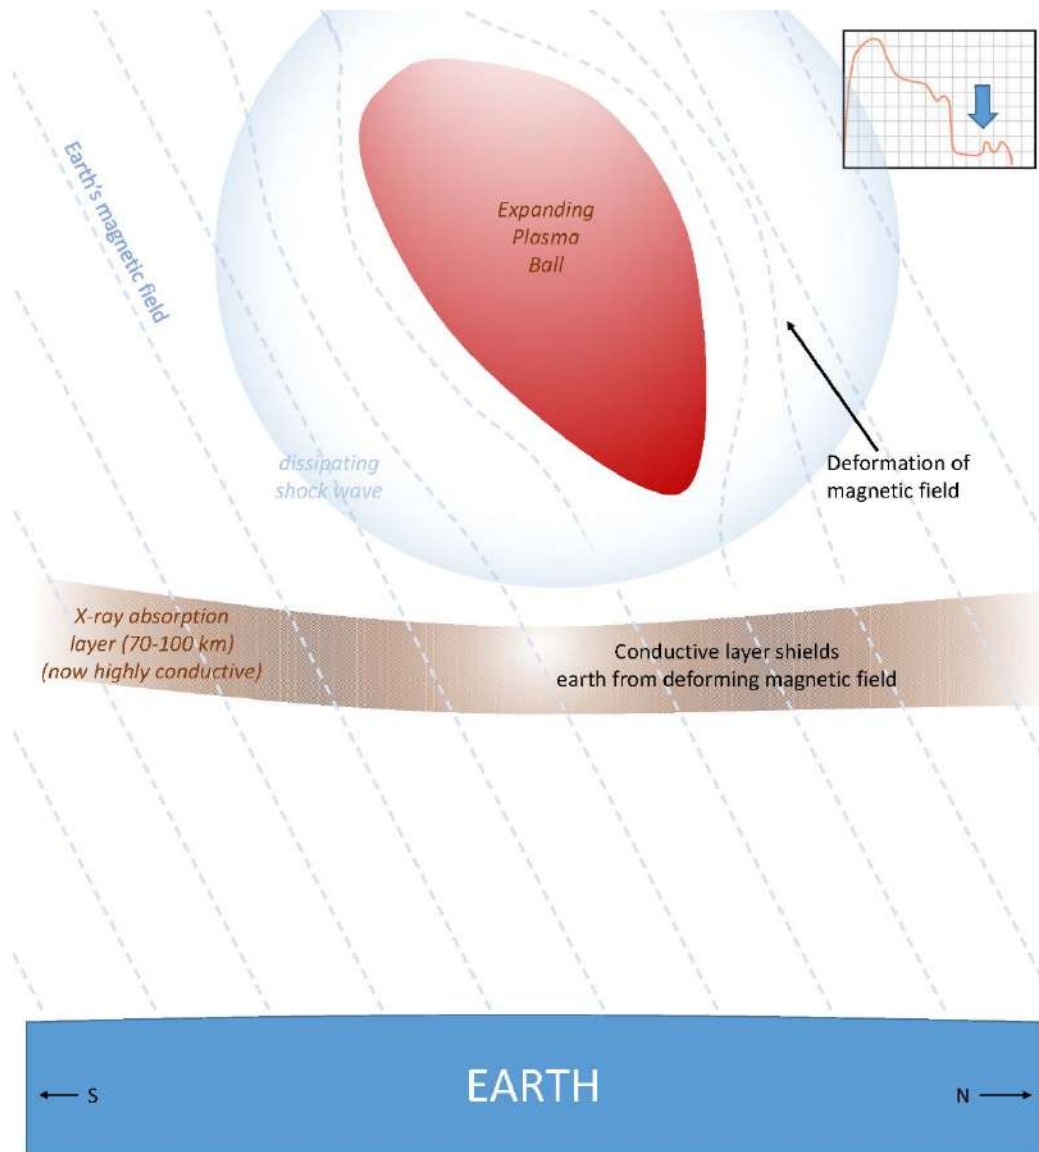 Earth's magnetic field
Expanding
Plasma
Ball
dissipating
shock wave
Deformation of
magnetic field
X-ray absorption
layer (70-100 km)
(now highly conductive)
Conductive layer shields
earth from deforming magnetic field
EARTH
S
N